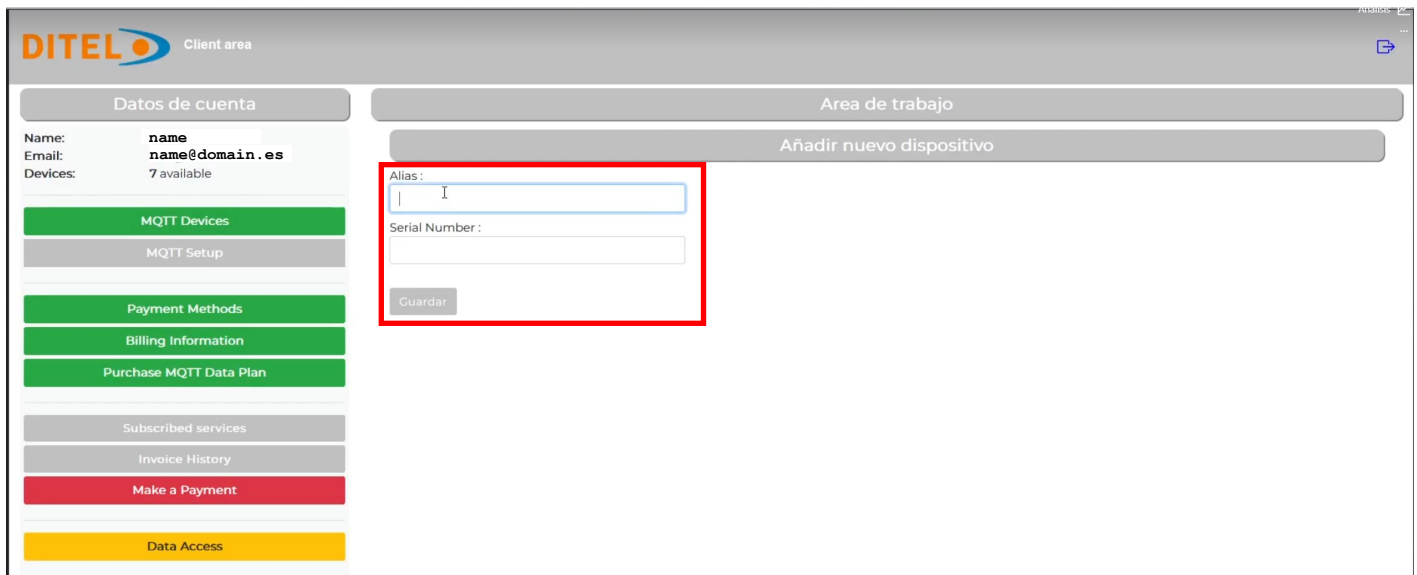 Análisis
...
DITEL Client area
Datos de cuenta
Name: name
Email: name@domain.es
Devices: 7 available
MQTT Devices
MQTT Setup
Payment Methods
Billing Information
Purchase MQTT Data Plan
Subscribed services
Invoice History
Make a Payment
Data Access
Area de trabajo
Añadir nuevo dispositivo
Alias :
Serial Number :
Guardar